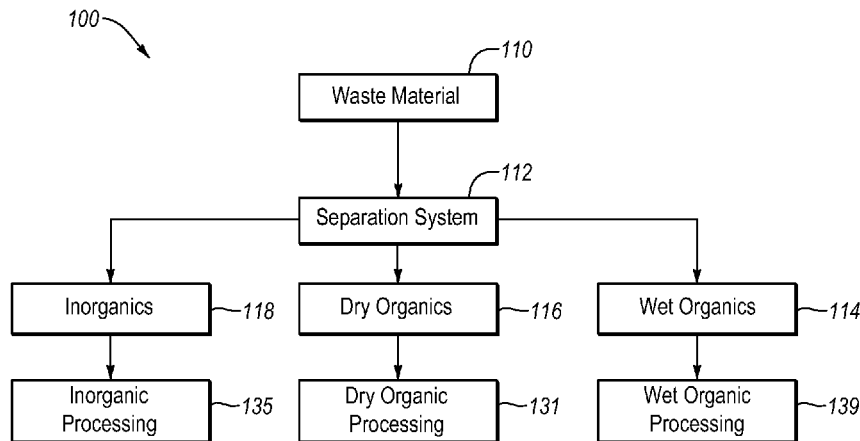 100
110
Waste Material
112
Separation System
Inorganics
118
Dry Organics
116
Wet Organics
114
Inorganic
Processing
135
Dry Organic
Processing
131
Wet Organic
Processing
139